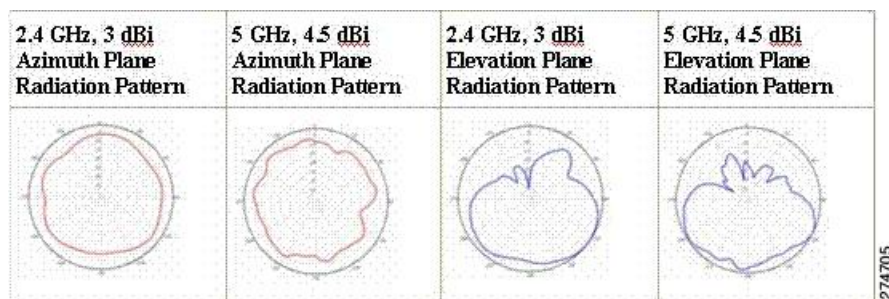 2.4 GHz, 3 dBi
Azimuth Plane
Radiation Pattern
5 GHz, 4.5 dBi
Azimuth Plane
Radiation Pattern
2.4 GHz, 3 dBi
Elevation Plane
Radiation Pattern
5 GHz, 4.5 dBi
Elevation Plane
Radiation Pattern
274705